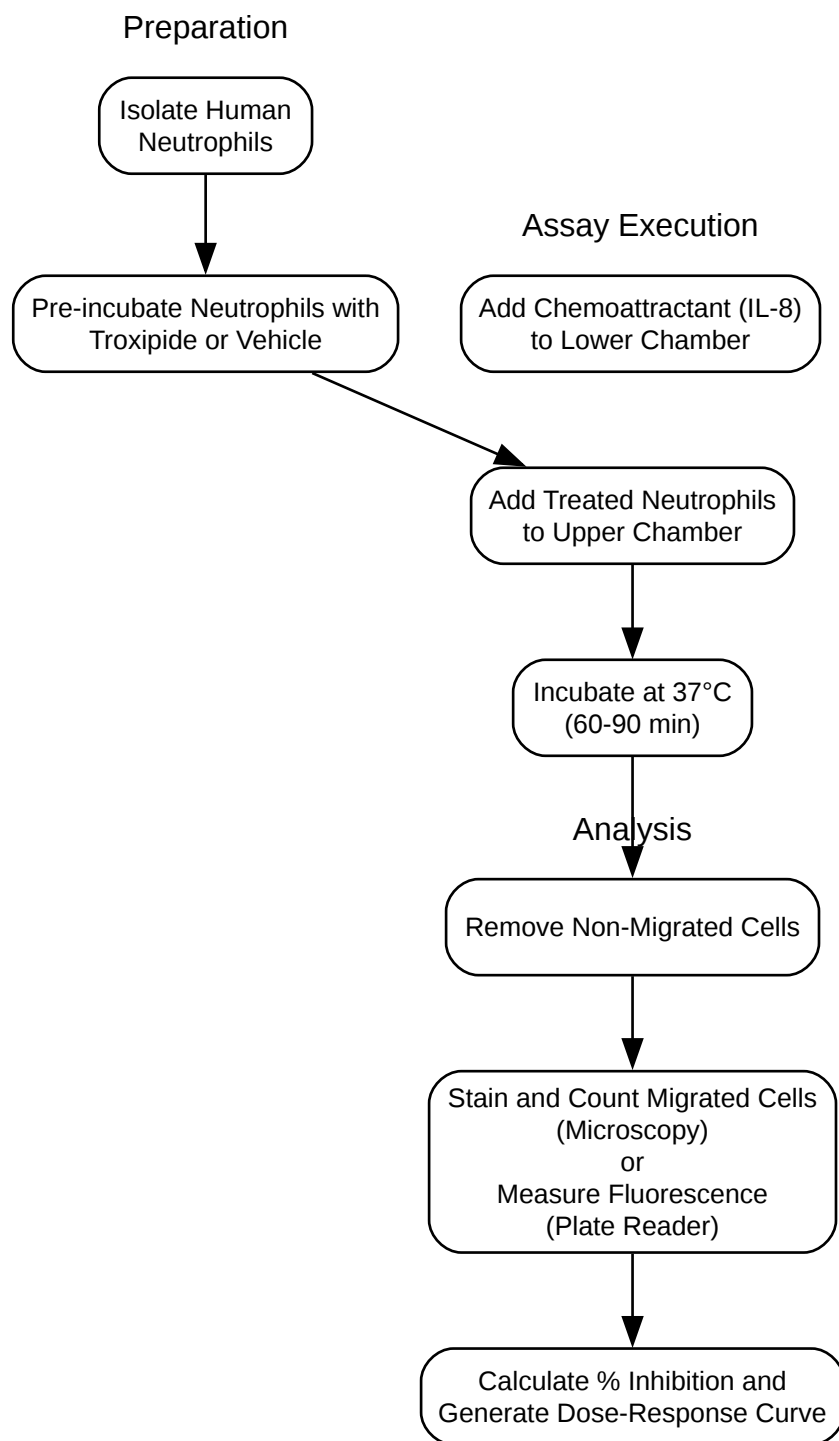 Preparation
Isolate Human
Neutrophils
Assay Execution
Pre-incubate Neutrophils with
Troxipide or Vehicle
Add Chemoattractant (IL-8)
to Lower Chamber
Add Treated Neutrophils
to Upper Chamber
Incubate at 37°C
(60-90 min)
Analysis
Remove Non-Migrated Cells
Stain and Count Migrated Cells
(Microscopy)
or
Measure Fluorescence
(Plate Reader)
Calculate % Inhibition and
Generate Dose-Response Curve